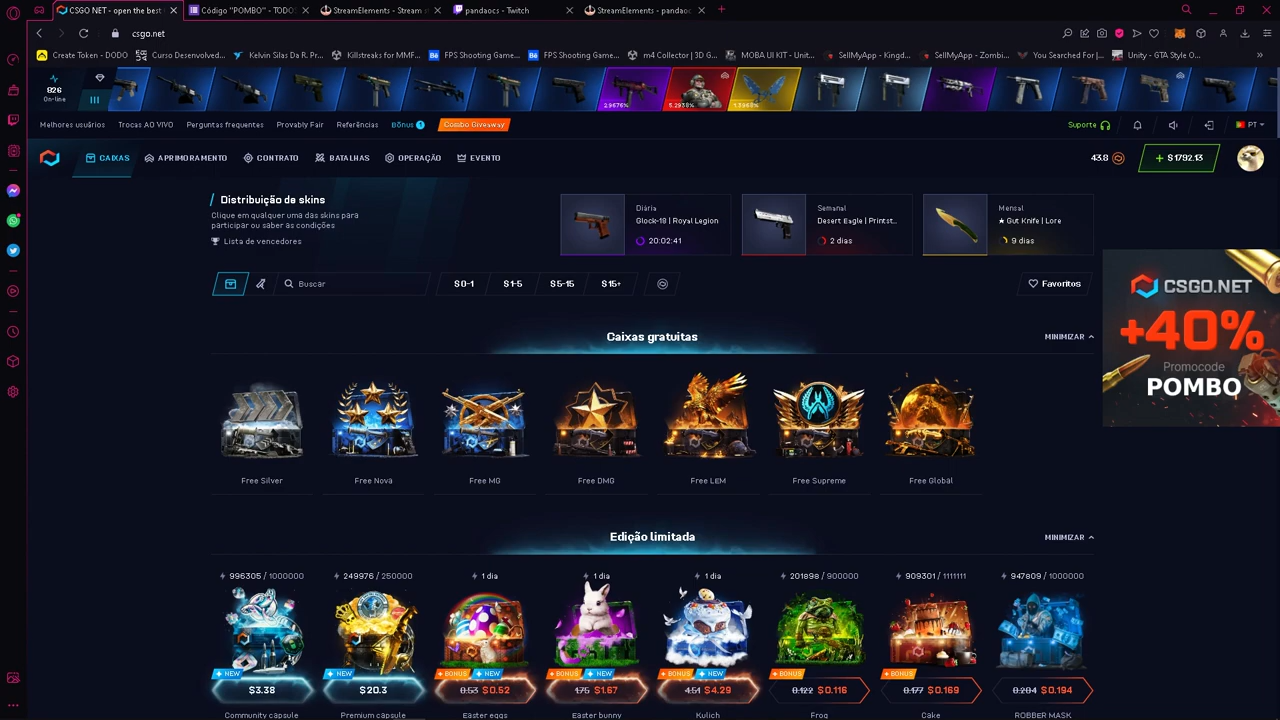 CSGO.NET - open the best
Código "POMBO" - TODO
StreamElements - Stream
pandaocs - Twitch
StreamElements - pandaoc
csgo.net
Create Token - DODO
Curso Desenvolved...
Kelvin Silas Da R. Pr...
Killstreaks for MMF...
FPS Shooting Game...
FPS Shooting Game...
m4 Collector | 3D G...
MOBA UI KIT - Unit...
SellMyApp - Kingd...
SellMyApp - Zombi...
You Searched For |...
Unity - GTA Style O...
826
On-line
2.9676%
5.2938%
Melhores usuários
Trocas AO VIVO
Perguntas frequentes
Provably Fair
Referências
Bônus
Combo Giveaway
Suporte
PT
CAIXAS
APRIMORAMENTO
CONTRATO
BATALHAS
OPERAÇÃO
EVENTO
43.8
+ $ 1792.13
Distribuição de skins
Clique em qualquer uma das skins para
participar ou saber as condições
Lista de vencedores
Diária
Glock-18 | Royal Legion
20:02:41
Semanal
Desert Eagle | Printst...
2 dias
Mensal
★ Gut Knife | Lore
9 dias
Buscar
$ 0-1
$ 1-5
$ 5-15
$ 15+
Favoritos
CSGO.NET
+40%
Promocode
POMBO
Caixas gratuitas
MINIMIZAR
Free Silver
Free Nova
Free MG
Free DMG
Free LEM
Free Supreme
Free Global
Edição limitada
MINIMIZAR
996305 / 1000000
249976 / 250000
1 dia
1 dia
1 dia
201898 / 900000
909301 / 1111111
947809 / 1000000
NEW
NEW
BONUS NEW
BONUS NEW
BONUS NEW
BONUS
BONUS
$3.38
$20.3
0.53 $0.52
1.75 $1.67
4.51 $4.29
0.122 $0.116
0.177 $0.169
0.204 $0.194
Community capsule
Premium capsule
Easter eggs
Easter bunny
Kulich
Frog
Cake
ROBBER MASK